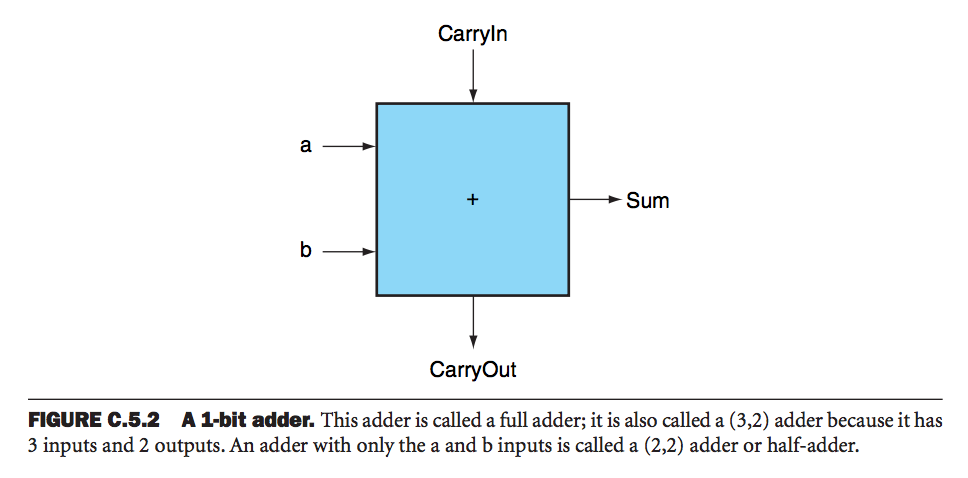 CarryIn
a
+
Sum
b
CarryOut
FIGURE C.5.2 A 1-bit adder. This adder is called a full adder; it is also called a (3,2) adder because it has
3 inputs and 2 outputs. An adder with only the a and b inputs is called a (2,2) adder or half-adder.